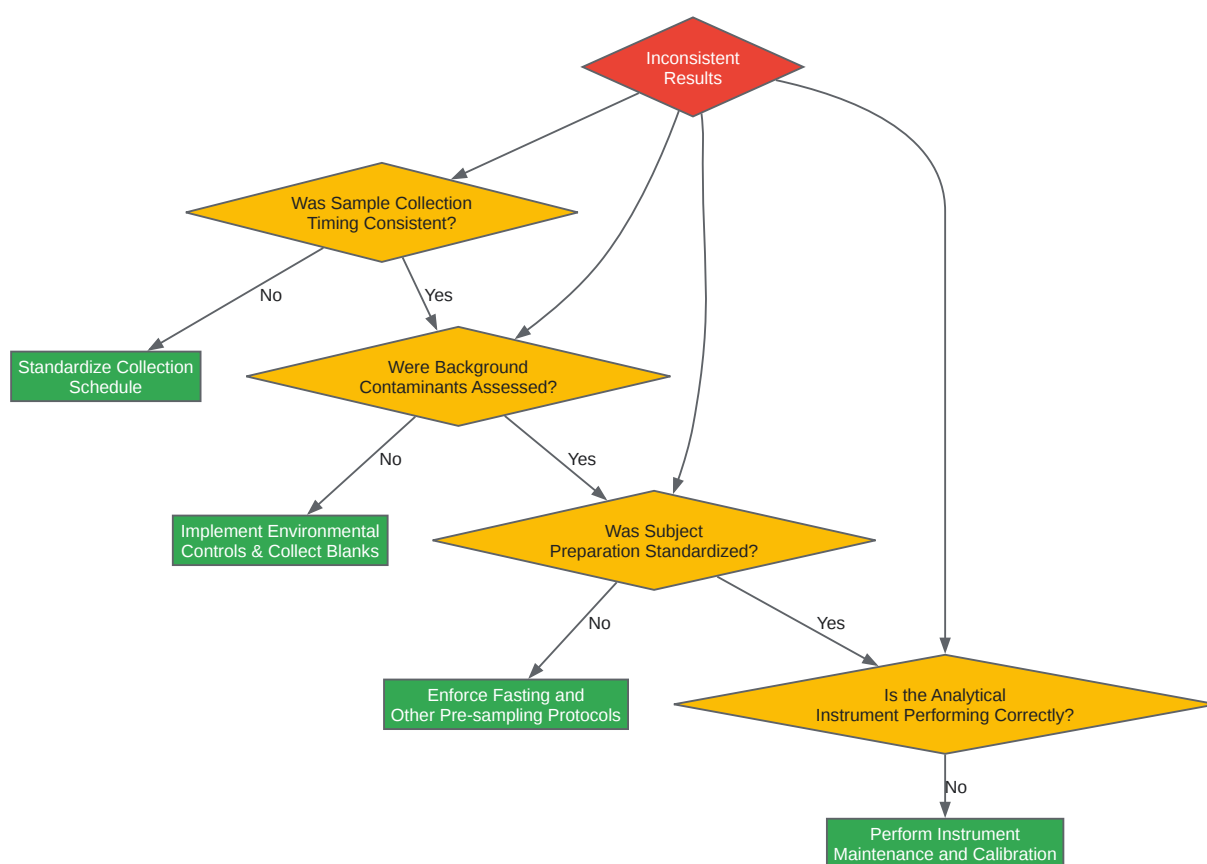 Inconsistent
Results
Was Sample Collection
Timing Consistent?
No
Yes
Standardize Collection
Schedule
Were Background
Contaminants Assessed?
No
Yes
Implement Environmental
Controls & Collect Blanks
Was Subject
Preparation Standardized?
No
Yes
Enforce Fasting and
Other Pre-sampling Protocols
Is the Analytical
Instrument Performing Correctly?
No
Perform Instrument
Maintenance and Calibration